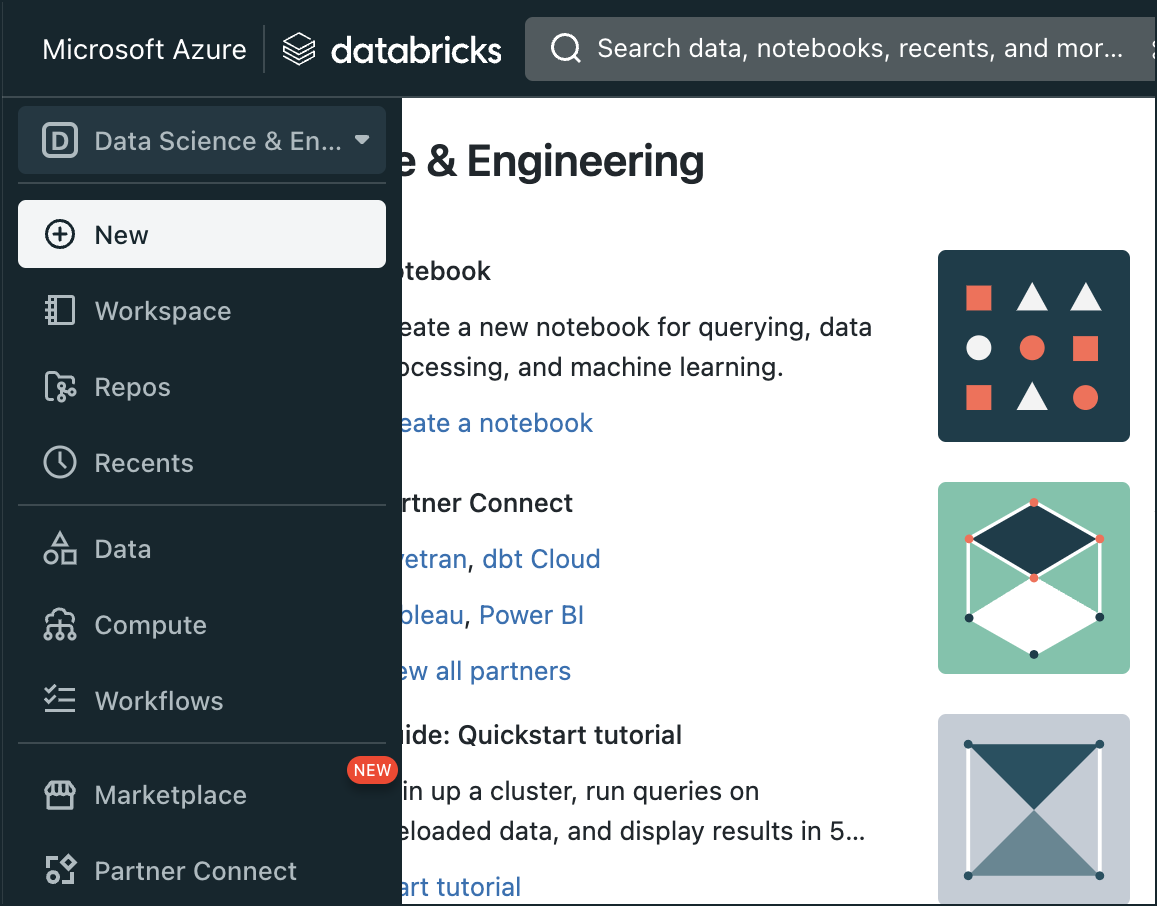 Microsoft Azure
databricks
Search data, notebooks, recents, and mor...
D
Data Science & En...
New
Workspace
Repos
Recents
Data
Compute
Workflows
NEW
Marketplace
Partner Connect
e & Engineering
otebook
eate a new notebook for querying, data
ocessing, and machine learning.
eate a notebook
rtner Connect
vetran, dbt Cloud
bleau, Power BI
ew all partners
ide: Quickstart tutorial
in up a cluster, run queries on
eloaded data, and display results in 5...
art tutorial